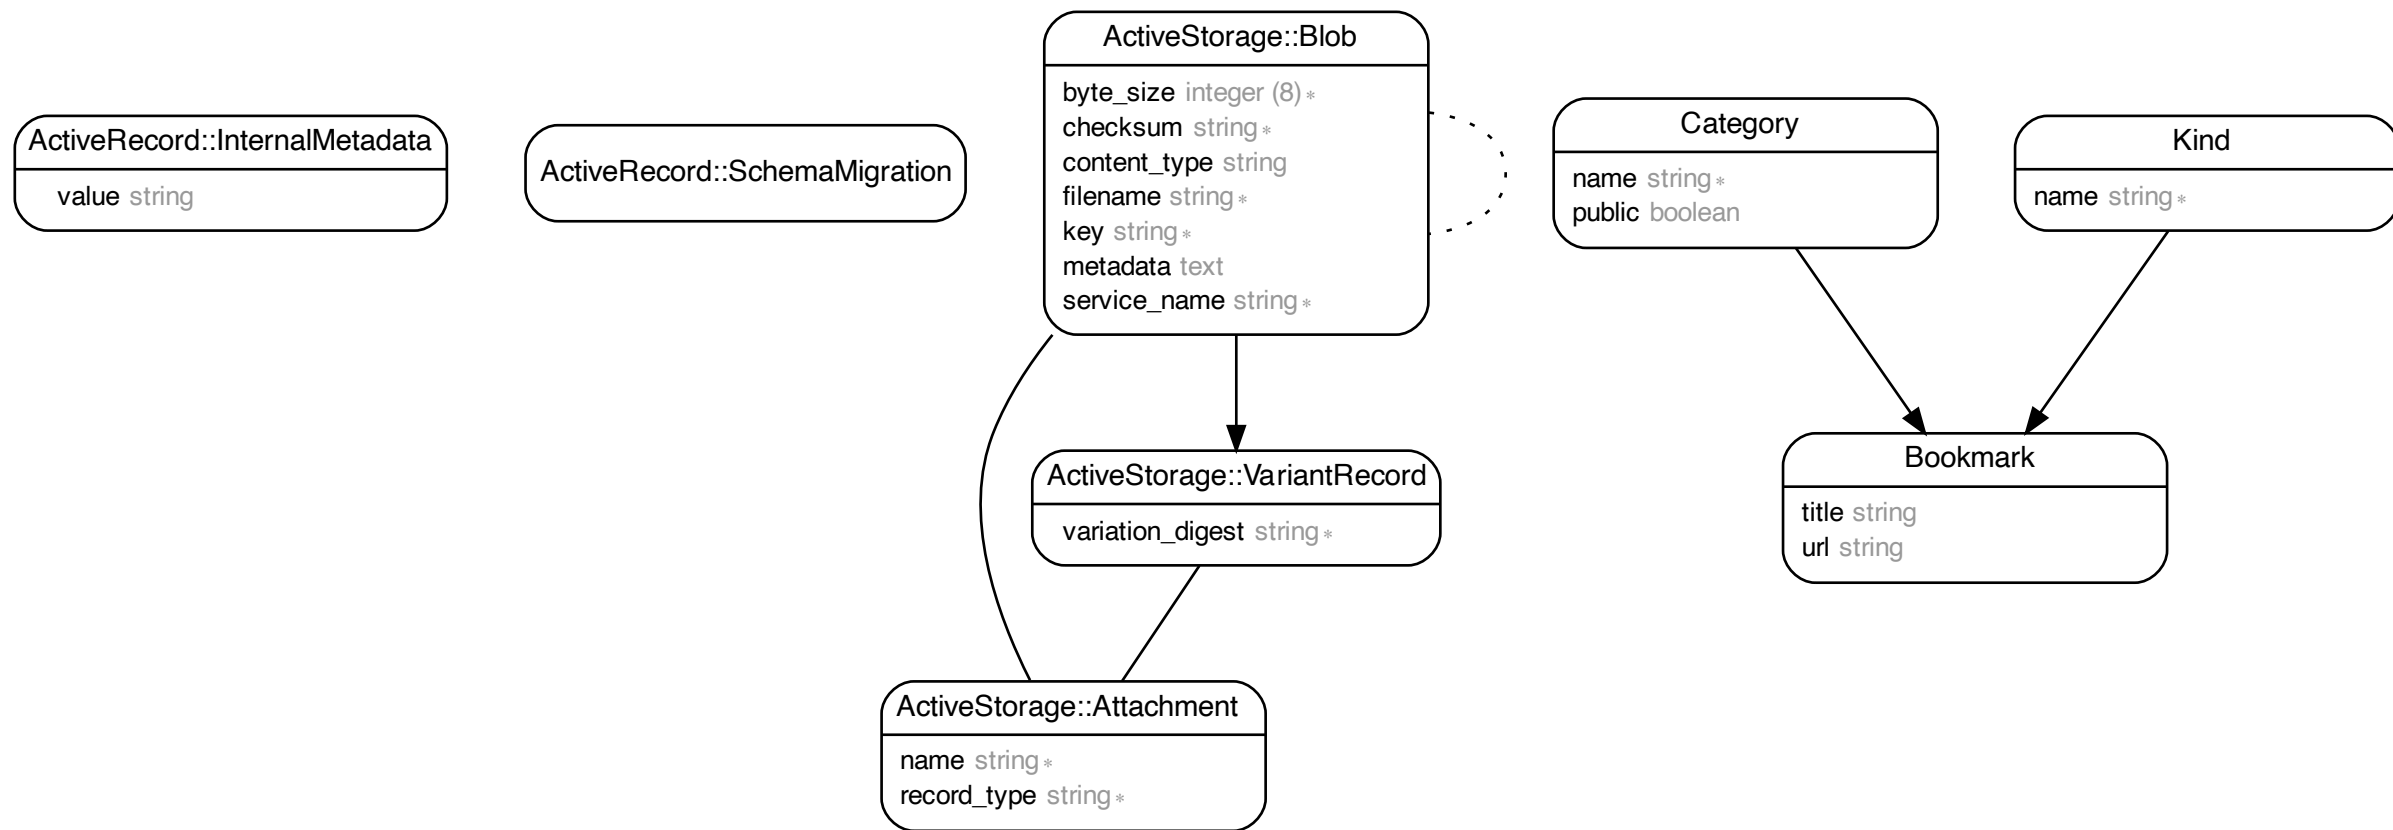 ActiveRecord::InternalMetadata
value string
ActiveRecord::SchemaMigration
ActiveStorage::Blob
byte_size integer (8) *
checksum string *
content_type string
filename string *
key string *
metadata text
service_name string *
Category
name string *
public boolean
Kind
name string *
ActiveStorage::VariantRecord
variation_digest string *
Bookmark
title string
url string
ActiveStorage::Attachment
name string *
record_type string *